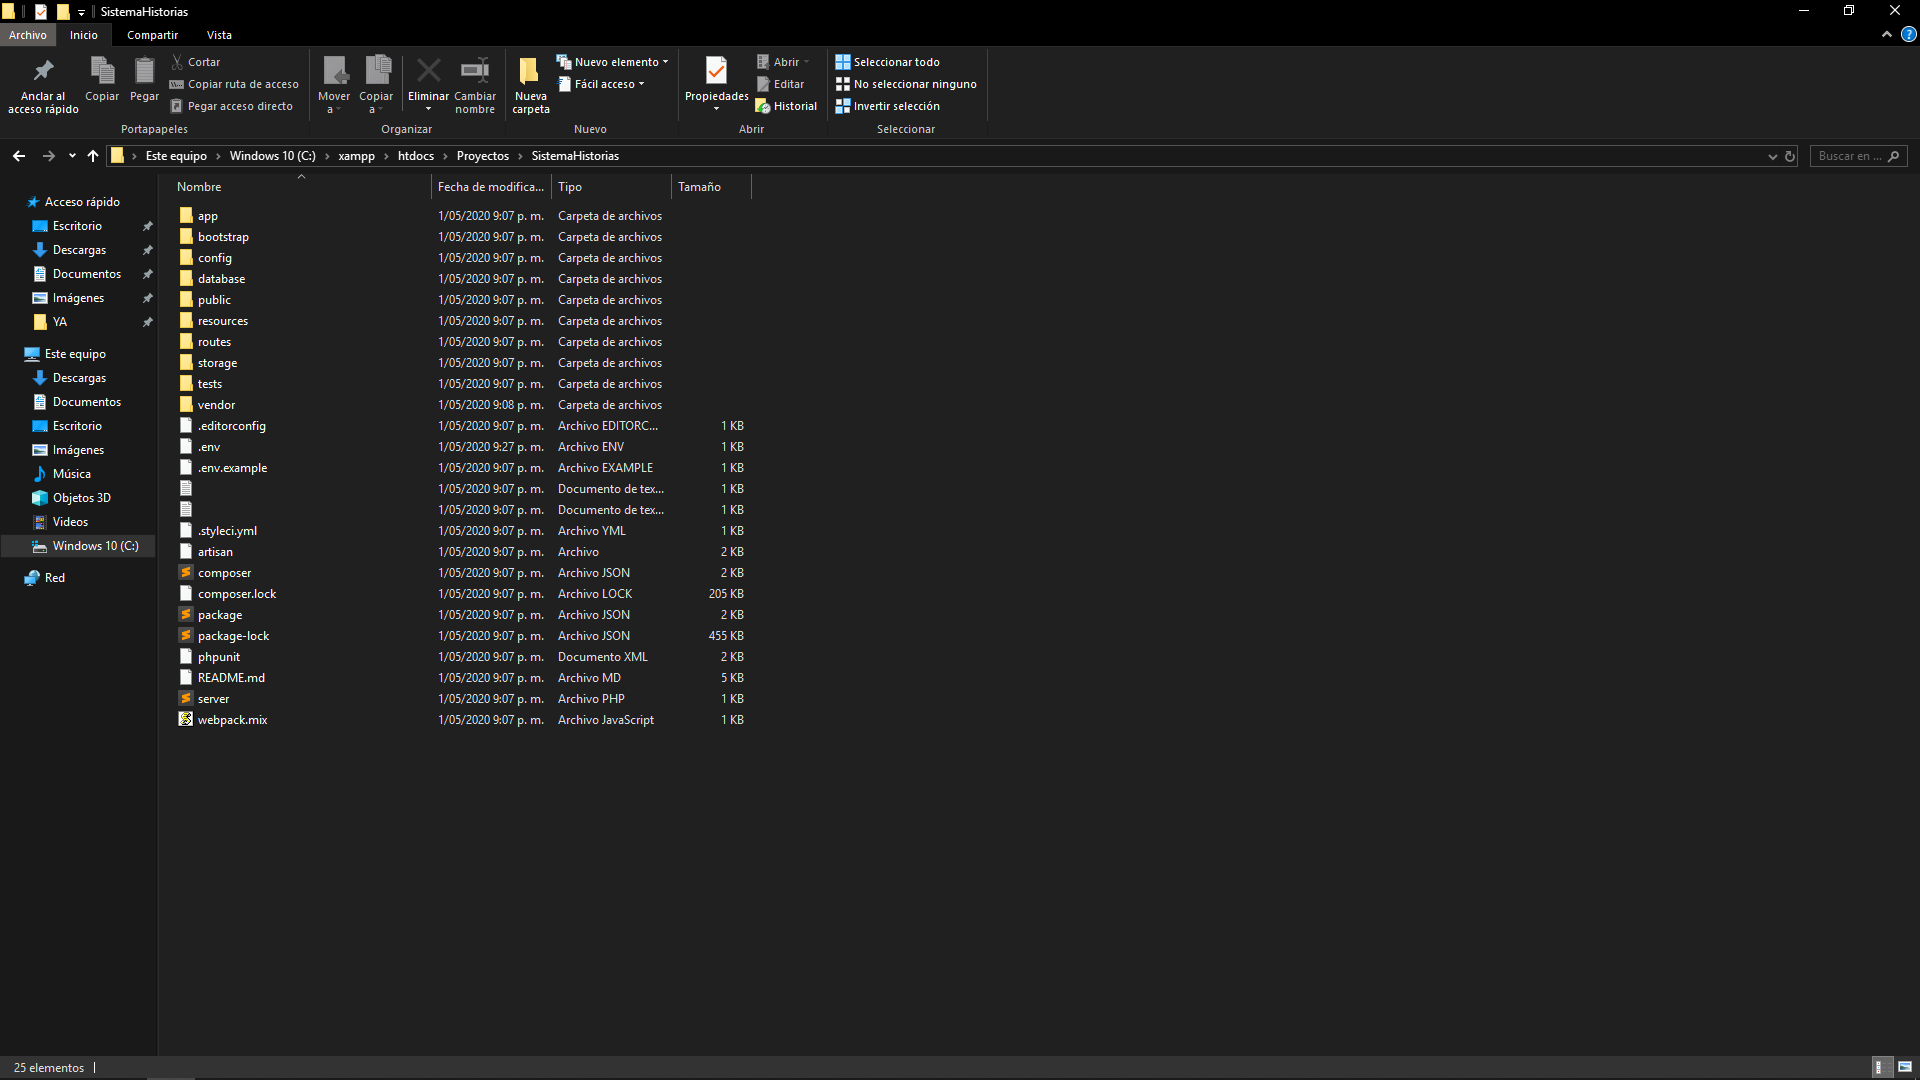 SistemaHistorias
Archivo Inicio Compartir Vista
Anclar al acceso rápido
Copiar
Pegar
Cortar
Copiar ruta de acceso
Pegar acceso directo
Portapapeles
Mover a
Copiar a
Eliminar
Cambiar nombre
Organizar
Nueva carpeta
Nuevo elemento
Fácil acceso
Nuevo
Propiedades
Abrir
Editar
Historial
Abrir
Seleccionar todo
No seleccionar ninguno
Invertir selección
Seleccionar
Este equipo Windows 10 (C:) xampp htdocs Proyectos SistemaHistorias
Buscar en ...
Acceso rápido
Escritorio
Descargas
Documentos
Imágenes
YA
Este equipo
Descargas
Documentos
Escritorio
Imágenes
Música
Objetos 3D
Videos
Windows 10 (C:)
Red
Nombre Fecha de modifica... Tipo Tamaño
app 1/05/2020 9:07 p. m. Carpeta de archivos
bootstrap 1/05/2020 9:07 p. m. Carpeta de archivos
config 1/05/2020 9:07 p. m. Carpeta de archivos
database 1/05/2020 9:07 p. m. Carpeta de archivos
public 1/05/2020 9:07 p. m. Carpeta de archivos
resources 1/05/2020 9:07 p. m. Carpeta de archivos
routes 1/05/2020 9:07 p. m. Carpeta de archivos
storage 1/05/2020 9:07 p. m. Carpeta de archivos
tests 1/05/2020 9:07 p. m. Carpeta de archivos
vendor 1/05/2020 9:08 p. m. Carpeta de archivos
.editorconfig 1/05/2020 9:07 p. m. Archivo EDITORC... 1 KB
.env 1/05/2020 9:27 p. m. Archivo ENV 1 KB
.env.example 1/05/2020 9:07 p. m. Archivo EXAMPLE 1 KB
1/05/2020 9:07 p. m. Documento de tex... 1 KB
1/05/2020 9:07 p. m. Documento de tex... 1 KB
.styleci.yml 1/05/2020 9:07 p. m. Archivo YML 1 KB
artisan 1/05/2020 9:07 p. m. Archivo 2 KB
composer 1/05/2020 9:07 p. m. Archivo JSON 2 KB
composer.lock 1/05/2020 9:07 p. m. Archivo LOCK 205 KB
package 1/05/2020 9:07 p. m. Archivo JSON 2 KB
package-lock 1/05/2020 9:07 p. m. Archivo JSON 455 KB
phpunit 1/05/2020 9:07 p. m. Documento XML 2 KB
README.md 1/05/2020 9:07 p. m. Archivo MD 5 KB
server 1/05/2020 9:07 p. m. Archivo PHP 1 KB
webpack.mix 1/05/2020 9:07 p. m. Archivo JavaScript 1 KB
25 elementos